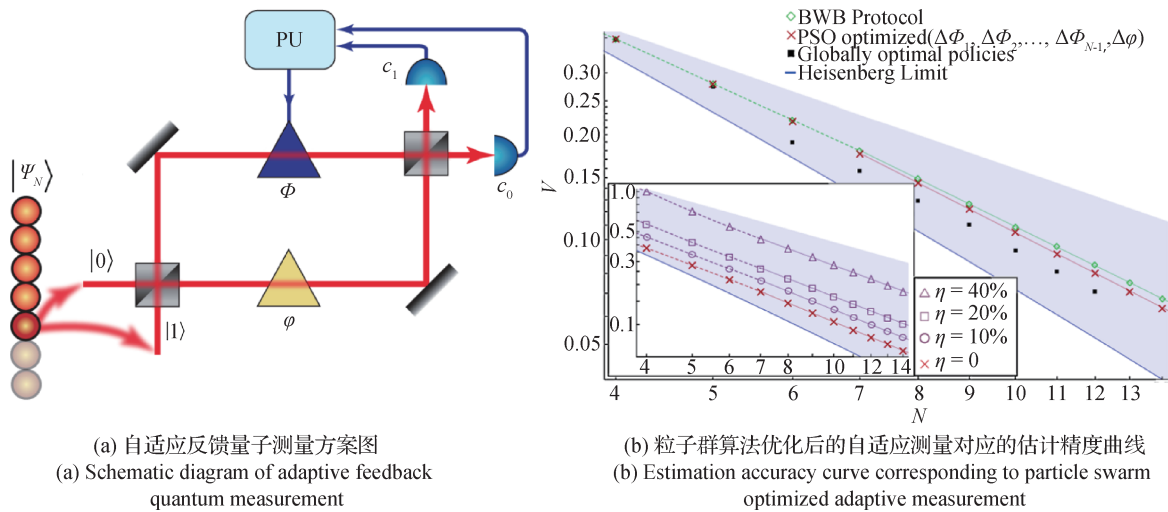 PU
c₁
c₀
|Ψ_N⟩
Φ
|0⟩
|1⟩
φ
BWB Protocol
PSO optimized(ΔΦ₁, ΔΦ₂,…, ΔΦ_{N-1}, Δφ)
Globally optimal policies
Heisenberg Limit
V
0.30
0.25
0.20
0.15
0.10
0.05
1.0
0.5
0.3
0.1
4 5 6 7 8 10 12 14
η = 40%
η = 20%
η = 10%
η = 0
4 5 6 7 8 9 10 11 12 13
N
(a) 自适应反馈量子测量方案图
(a) Schematic diagram of adaptive feedback
quantum measurement
(b) 粒子群算法优化后的自适应测量对应的估计精度曲线
(b) Estimation accuracy curve corresponding to particle swarm
optimized adaptive measurement